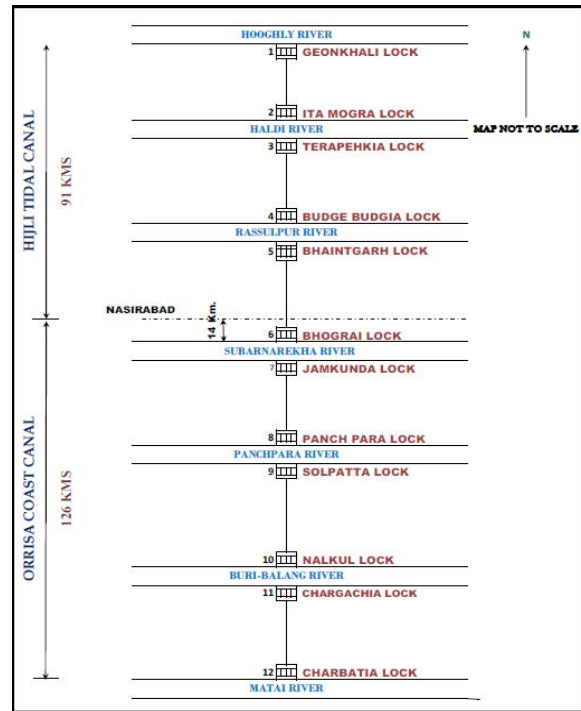 HOOGHLY RIVER
N
1 GEONKHALI LOCK
2 ITA MOGRA LOCK
HALDI RIVER
MAP NOT TO SCALE
3 TERAPEHKIA LOCK
HIJLI TIDAL CANAL
91 KMS
4 BUDGE BUDGIA LOCK
RASSULPUR RIVER
5 BHAINTGARH LOCK
NASIRABAD
14 Km.
6 BHOGRAI LOCK
SUBARNAREKHA RIVER
7 JAMKUNDA LOCK
ORRISA COAST CANAL
126 KMS
8 PANCH PARA LOCK
PANCHPARA RIVER
9 SOLPATTA LOCK
10 NALKUL LOCK
BURI-BALANG RIVER
11 CHARGACHIA LOCK
12 CHARBATIA LOCK
MATAI RIVER